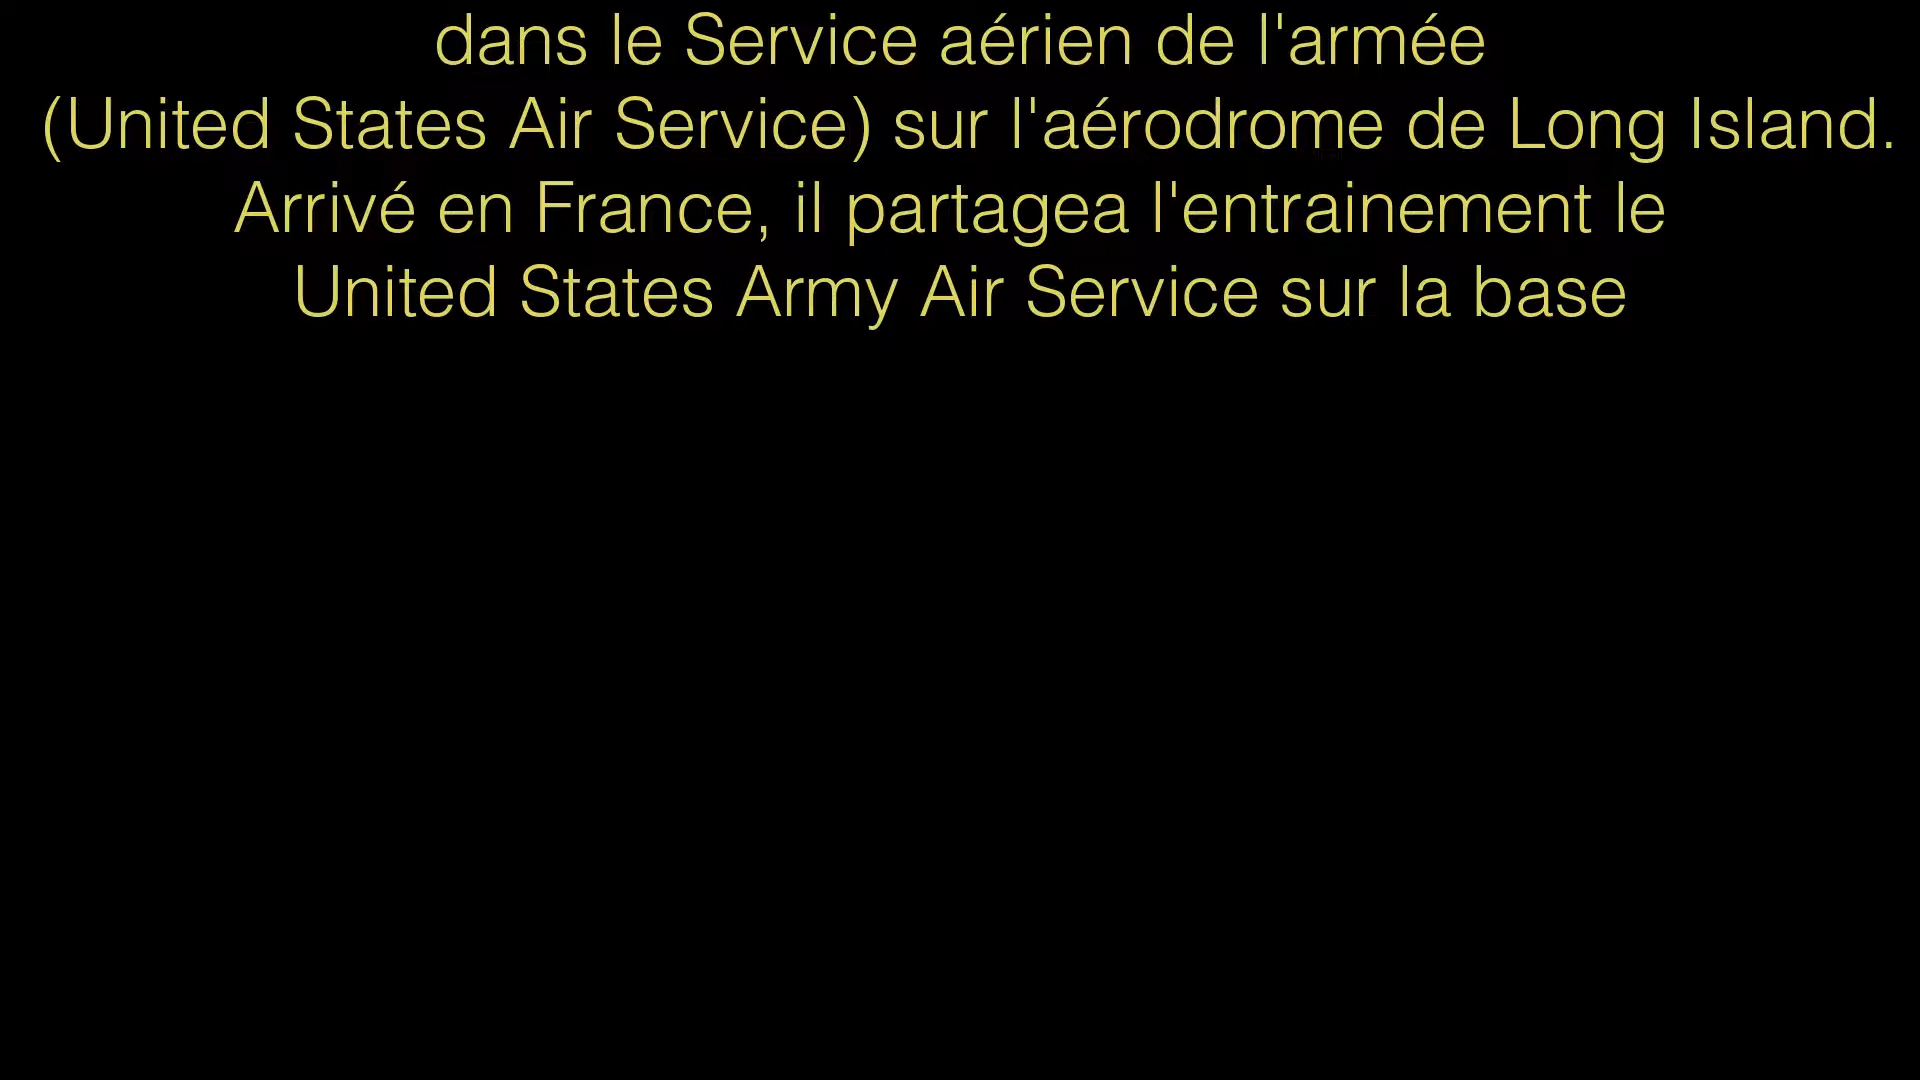 dans le Service aérien de l'armée
(United States Air Service) sur l'aérodrome de Long Island.
Arrivé en France, il partagea l'entrainement le
United States Army Air Service sur la base